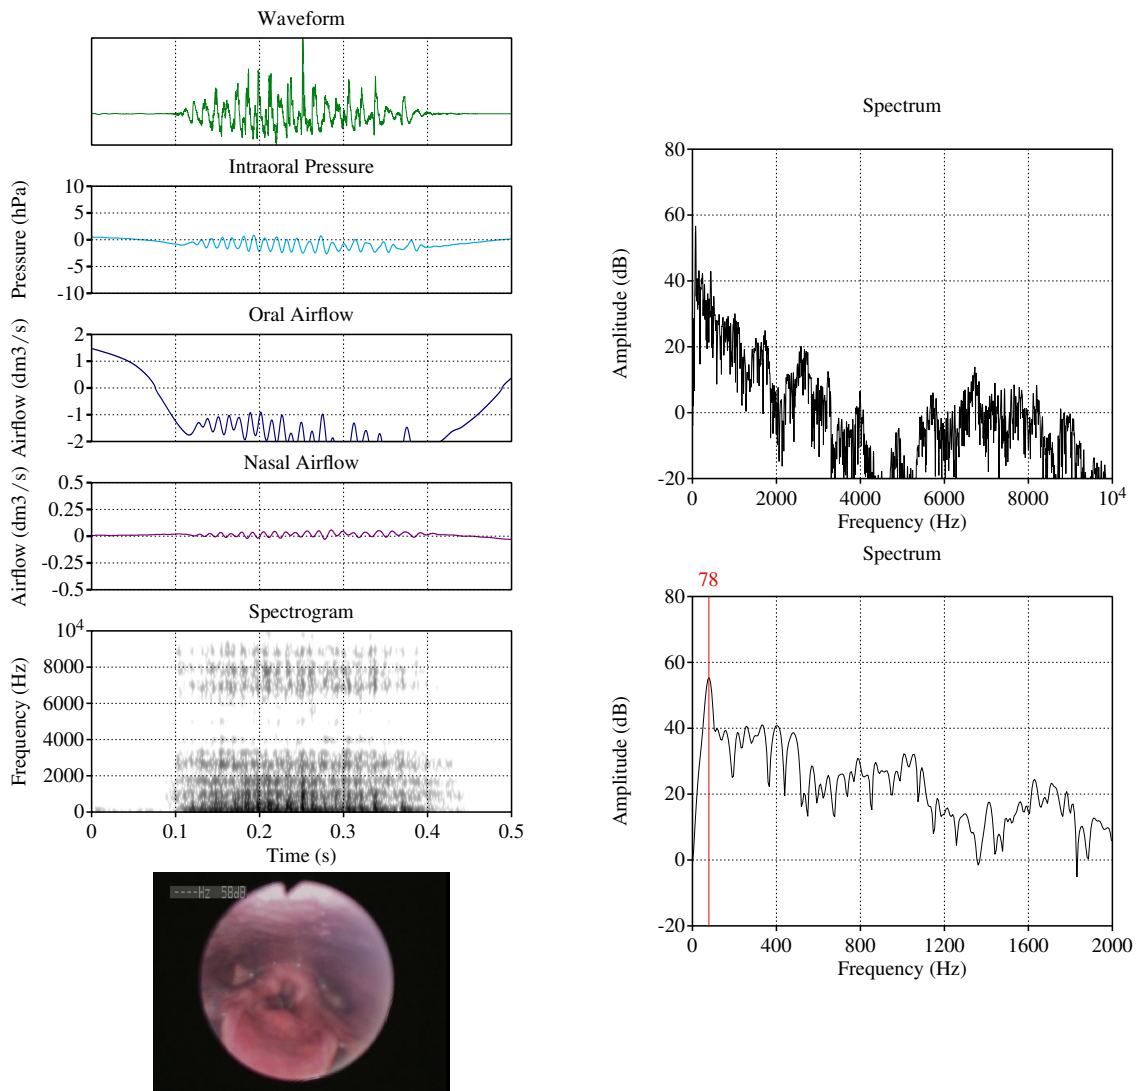 Waveform
Intraoral Pressure
Pressure (hPa)
10
5
0
-5
-10
Oral Airflow
Airflow (dm3/s)
2
1
0
-1
-2
Nasal Airflow
Airflow (dm3/s)
0.5
0.25
0
-0.25
-0.5
Spectrogram
Frequency (Hz)
10⁴
8000
6000
4000
2000
0
0 0.1 0.2 0.3 0.4 0.5
Time (s)
----Hz 58dB
Spectrum
Amplitude (dB)
80
60
40
20
0
-20
0 2000 4000 6000 8000 10⁴
Frequency (Hz)
Spectrum
78
Amplitude (dB)
80
60
40
20
0
-20
0 400 800 1200 1600 2000
Frequency (Hz)